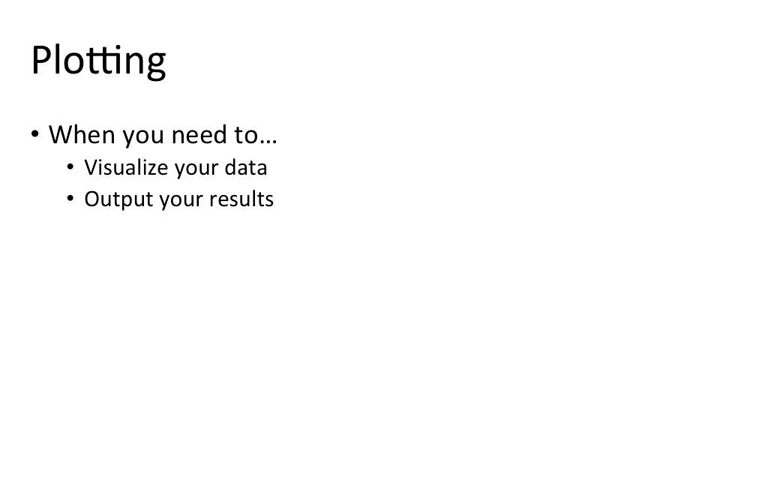 Plotting
• When you need to…
• Visualize your data
• Output your results